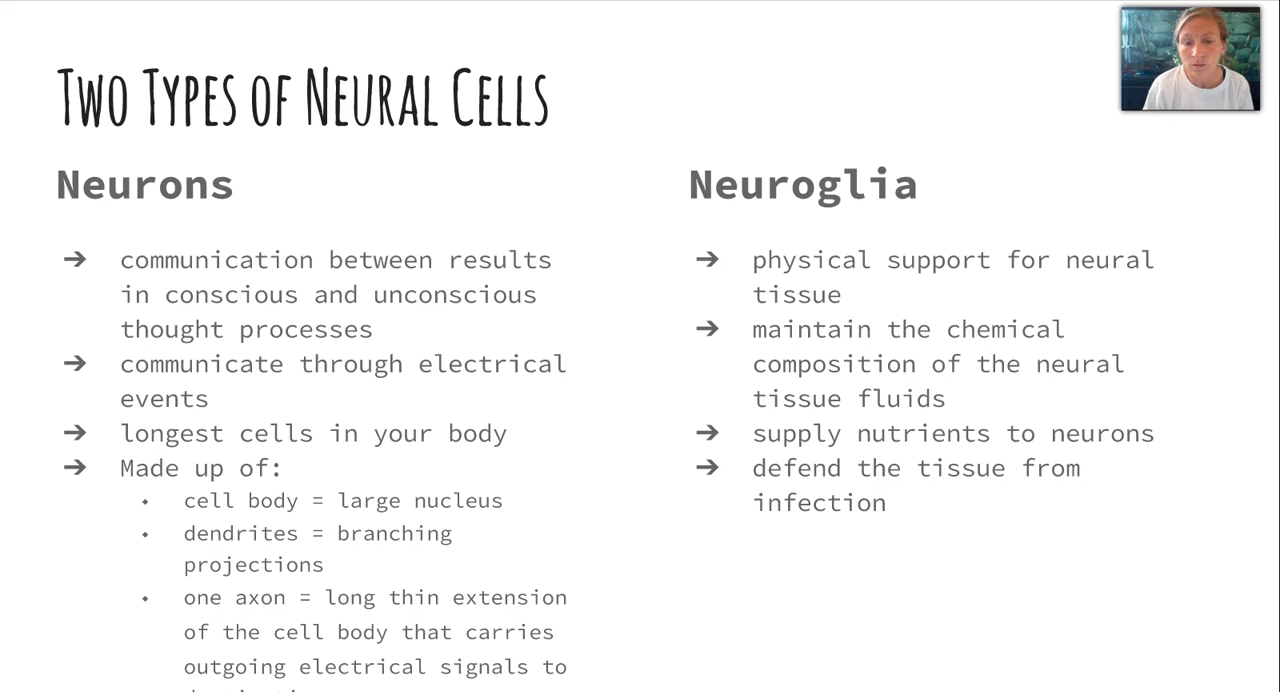 Two Types of Neural Cells
Neurons
➔ communication between results
in conscious and unconscious
thought processes
➔ communicate through electrical
events
➔ longest cells in your body
➔ Made up of:
⬩ cell body = large nucleus
⬩ dendrites = branching
projections
⬩ one axon = long thin extension
of the cell body that carries
outgoing electrical signals to
Neuroglia
➔ physical support for neural
tissue
➔ maintain the chemical
composition of the neural
tissue fluids
➔ supply nutrients to neurons
➔ defend the tissue from
infection